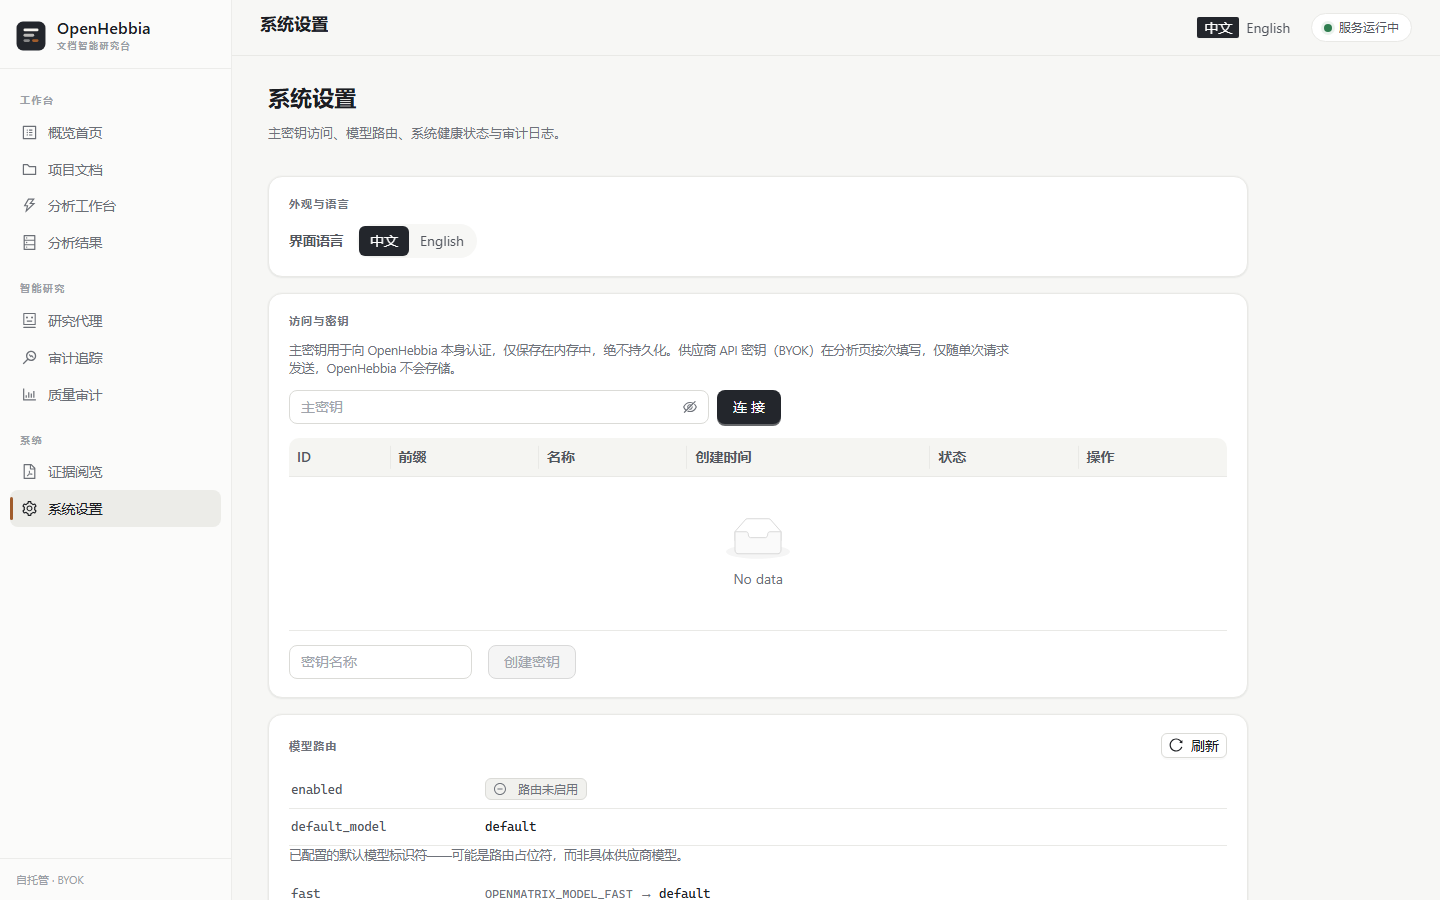 OpenHebbia
文档智能研究台
工作台
概览首页
项目文档
分析工作台
分析结果
智能研究
研究代理
审计追踪
质量审计
系统
证据阅览
系统设置
自托管 · BYOK
系统设置
中文 English
服务运行中
系统设置
主密钥访问、模型路由、系统健康状态与审计日志。
外观与语言
界面语言 中文 English
访问与密钥
主密钥用于向 OpenHebbia 本身认证，仅保存在内存中，绝不持久化。供应商 API 密钥（BYOK）在分析页按次填写，仅随单次请求
发送，OpenHebbia 不会存储。
主密钥 连 接
ID 前缀 名称 创建时间 状态 操作
No data
密钥名称 创建密钥
模型路由 刷新
enabled 路由未启用
default_model default
已配置的默认模型标识符——可能是路由占位符，而非具体供应商模型。
fast OPENMATRIX_MODEL_FAST → default